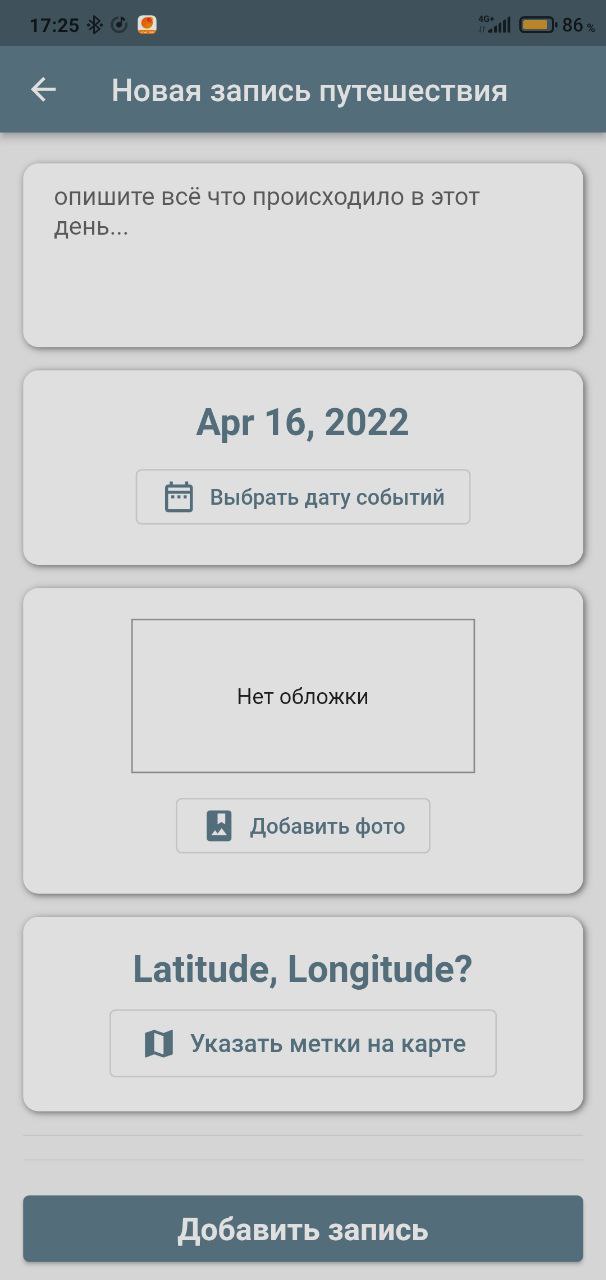 17:25 4G+ 86 %
Новая запись путешествия
опишите всё что происходило в этот
день...
Apr 16, 2022
Выбрать дату событий
Нет обложки
Добавить фото
Latitude, Longitude?
Указать метки на карте
Добавить запись